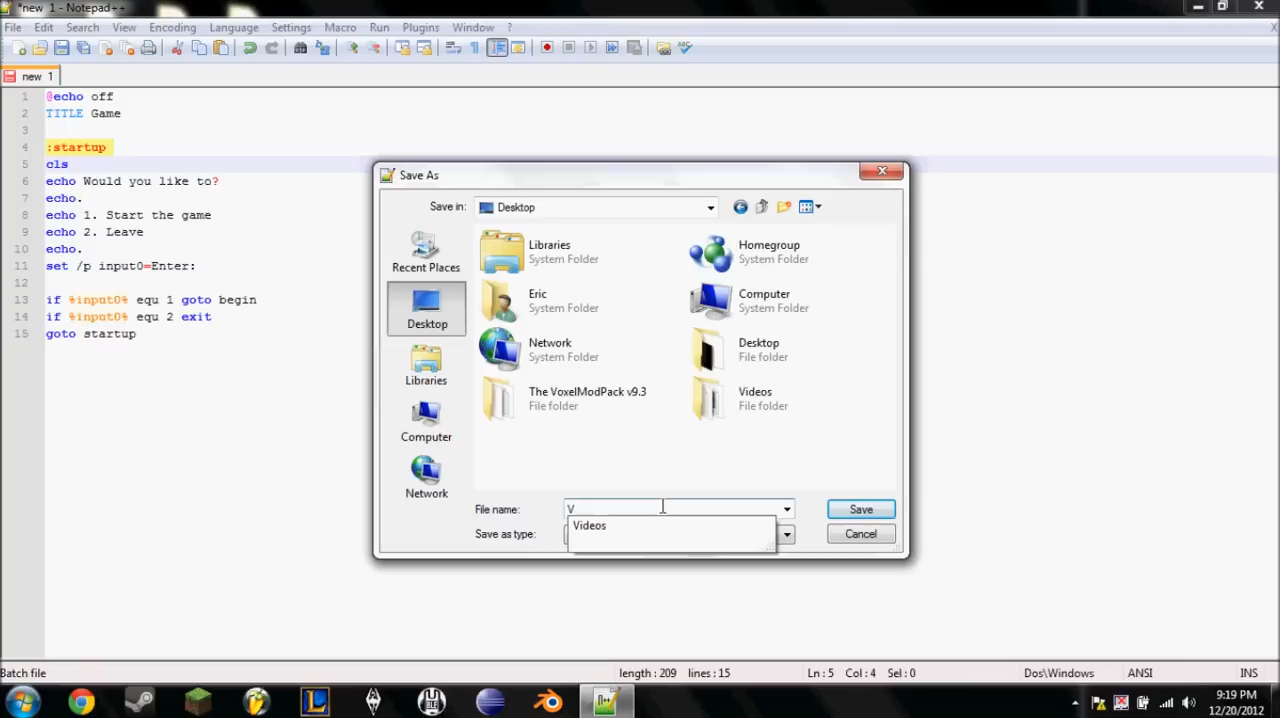 *new 1 - Notepad++
File Edit Search View Encoding Language Settings Macro Run Plugins Window ? X
new 1
1 @echo off
2 TITLE Game
3
4 :startup
5 cls
6 echo Would you like to?
7 echo.
8 echo 1. Start the game
9 echo 2. Leave
10 echo.
11 set /p input0=Enter:
12
13 if %input0% equ 1 goto begin
14 if %input0% equ 2 exit
15 goto startup
Save As
Save in: Desktop
Recent Places
Desktop
Libraries
Computer
Network
Libraries
System Folder
Homegroup
System Folder
Eric
System Folder
Computer
System Folder
Network
System Folder
Desktop
File folder
The VoxelModPack v9.3
File folder
Videos
File folder
File name: V Save
Videos
Save as type: Cancel
Batch file length : 209 lines : 15 Ln : 5 Col : 4 Sel : 0 Dos\Windows ANSI INS
9:19 PM
12/20/2012